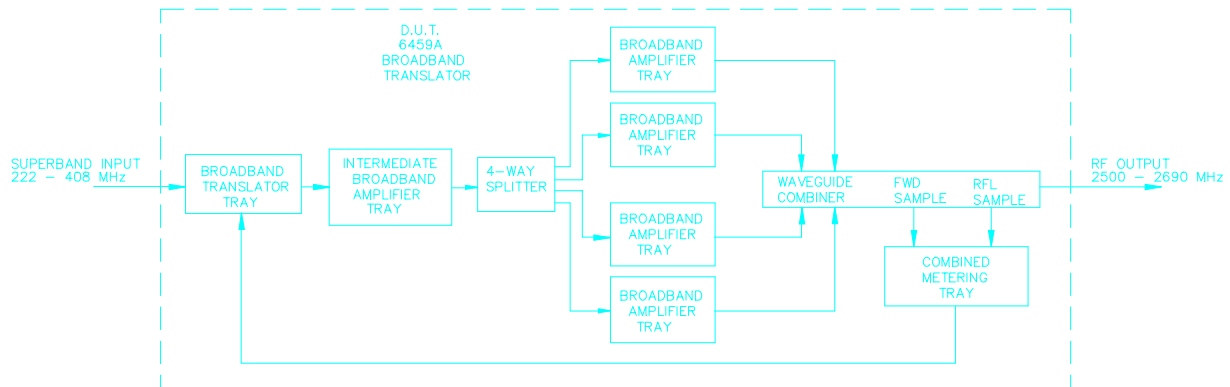 D.U.T.
6459A
BROADBAND
TRANSLATOR
BROADBAND
AMPLIFIER
TRAY
BROADBAND
AMPLIFIER
TRAY
SUPERBAND INPUT
222 – 408 MHz
BROADBAND
TRANSLATOR
TRAY
INTERMEDIATE
BROADBAND
AMPLIFIER
TRAY
4–WAY
SPLITTER
WAVEGUIDE
COMBINER
FWD
SAMPLE
RFL
SAMPLE
RF OUTPUT
2500 – 2690 MHz
BROADBAND
AMPLIFIER
TRAY
COMBINED
METERING
TRAY
BROADBAND
AMPLIFIER
TRAY